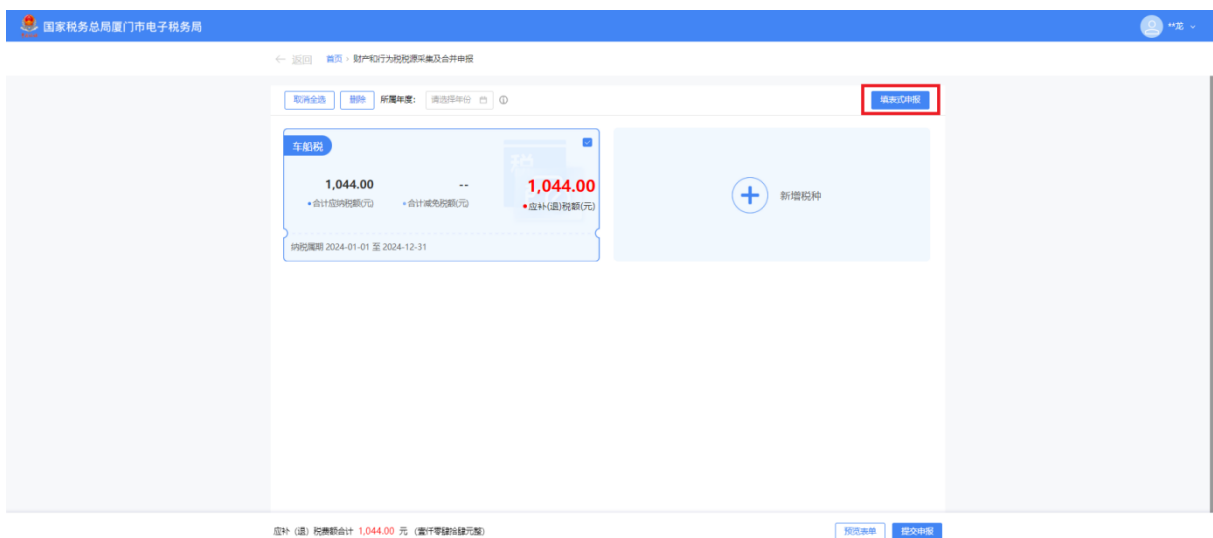 国家税务总局厦门市电子税务局
**龙
← 返回 首页 › 财产和行为税税源采集及合并申报
取消全选 删除 所属年度: 请选择年份 填表式申报
车船税
税
1,044.00 -- 1,044.00
•合计应纳税额(元) •合计减免税额(元) •应补(退)税额(元)
纳税属期 2024-01-01 至 2024-12-31
新增税种
应补（退）税费额合计 1,044.00 元 （壹仟零肆拾肆元整）
预览表单 提交申报